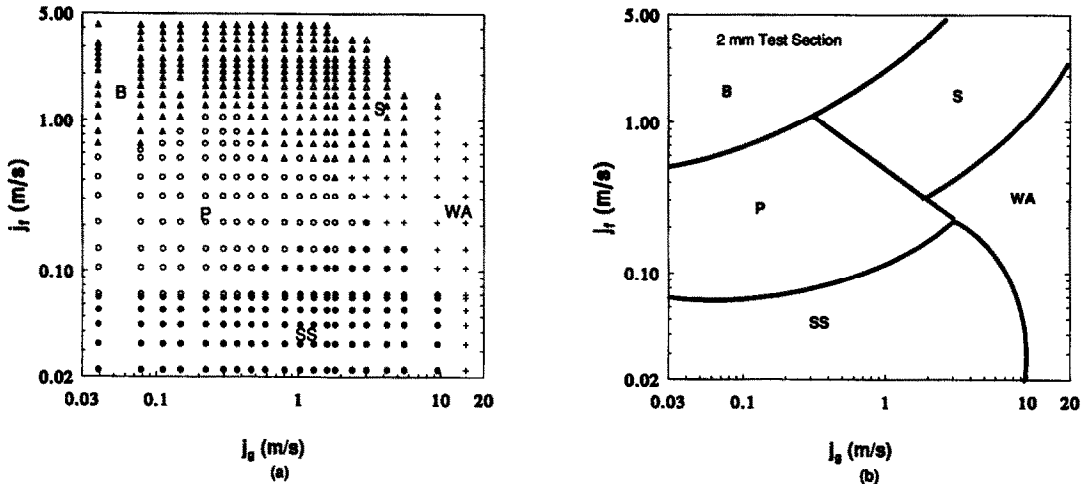 5.00
1.00
0.10
0.02
j_f (m/s)
B
S
P
WA
SS
0.03
0.1
1
10
20
j_g (m/s)
(a)
5.00
1.00
0.10
0.02
j_f (m/s)
2 mm Test Section
B
S
P
WA
SS
0.03
0.1
1
10
20
j_g (m/s)
(b)